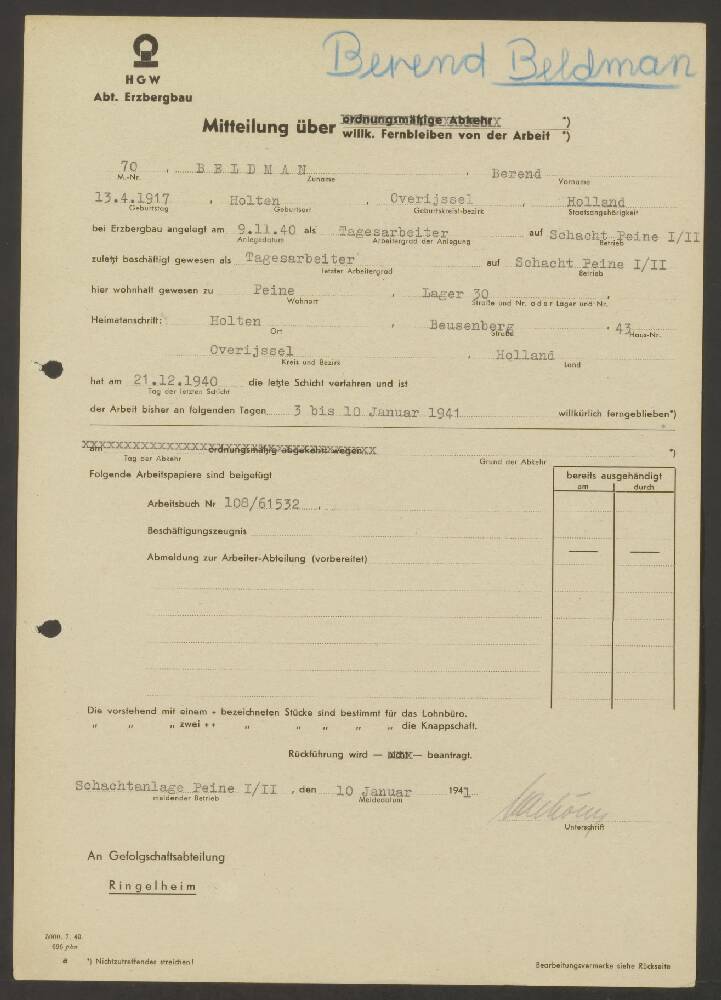 Berend Beldman
HGW
Abt. Erzbergbau
Mitteilung über ordnungsmäßige Abkehr *)
willk. Fernbleiben von der Arbeit *)
70 , BELDMAN , Berend
M.-Nr. Zuname Vorname
13.4.1917 , Holten , Overijssel , Holland
Geburtstag Geburtsort Geburtskreis/-bezirk Staatsangehörigkeit
bei Erzbergbau angelegt am 9.11.40 als Tagesarbeiter auf Schacht Peine I/II
Anlegedatum Arbeitergrad der Anlegung Betrieb
zuletzt beschäftigt gewesen als Tagesarbeiter auf Schacht Peine I/II
letzter Arbeitergrad Betrieb
hier wohnhaft gewesen zu Peine , Lager 30 ,
Wohnort Straße und Nr. oder Lager und Nr.
Heimatanschrift: Holten , Beusenberg , 43
Ort Straße Haus-Nr.
Overijssel , Holland
Kreis und Bezirk Land
hat am 21.12.1940 die letzte Schicht verfahren und ist
Tag der letzten Schicht
der Arbeit bisher an folgenden Tagen 3 bis 10 Januar 1941 willkürlich ferngeblieben*)
am ordnungsmäßig abgekehrt wegen *)
Tag der Abkehr Grund der Abkehr
Folgende Arbeitspapiere sind beigefügt
bereits ausgehändigt
am durch
Arbeitsbuch Nr 108/61532
Beschäftigungszeugnis
Abmeldung zur Arbeiter-Abteilung (vorbereitet)
Die vorstehend mit einem + bezeichneten Stücke sind bestimmt für das Lohnbüro.
" " " zwei ++ " " " " " die Knappschaft.
Rückführung wird — nicht — beantragt.
Schachtanlage Peine I/II , den 10 Januar 1941
meldender Betrieb Meldedatum
Unterschrift
An Gefolgschaftsabteilung
Ringelheim
2000. 7. 40.
*) Nichtzutreffendes streichen!
Bearbeitungsvermerke siehe Rückseite